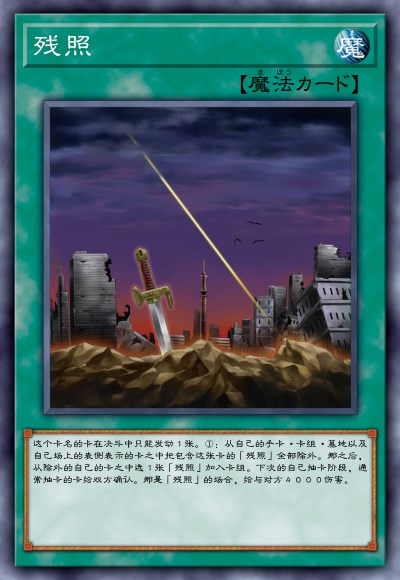 残照
魔
【魔法カード】
ま ほう
这个卡名的卡在决斗中只能发动１张。①：从自己的手卡·卡组·墓地以及
自己场上的表侧表示的卡之中把包含这张卡的「残照」全部除外。那之后，
从除外的自己的卡之中选１张「残照」加入卡组。下次的自己抽卡阶段，通
常抽卡的卡给双方确认。那是「残照」的场合，给与对方４０００伤害。